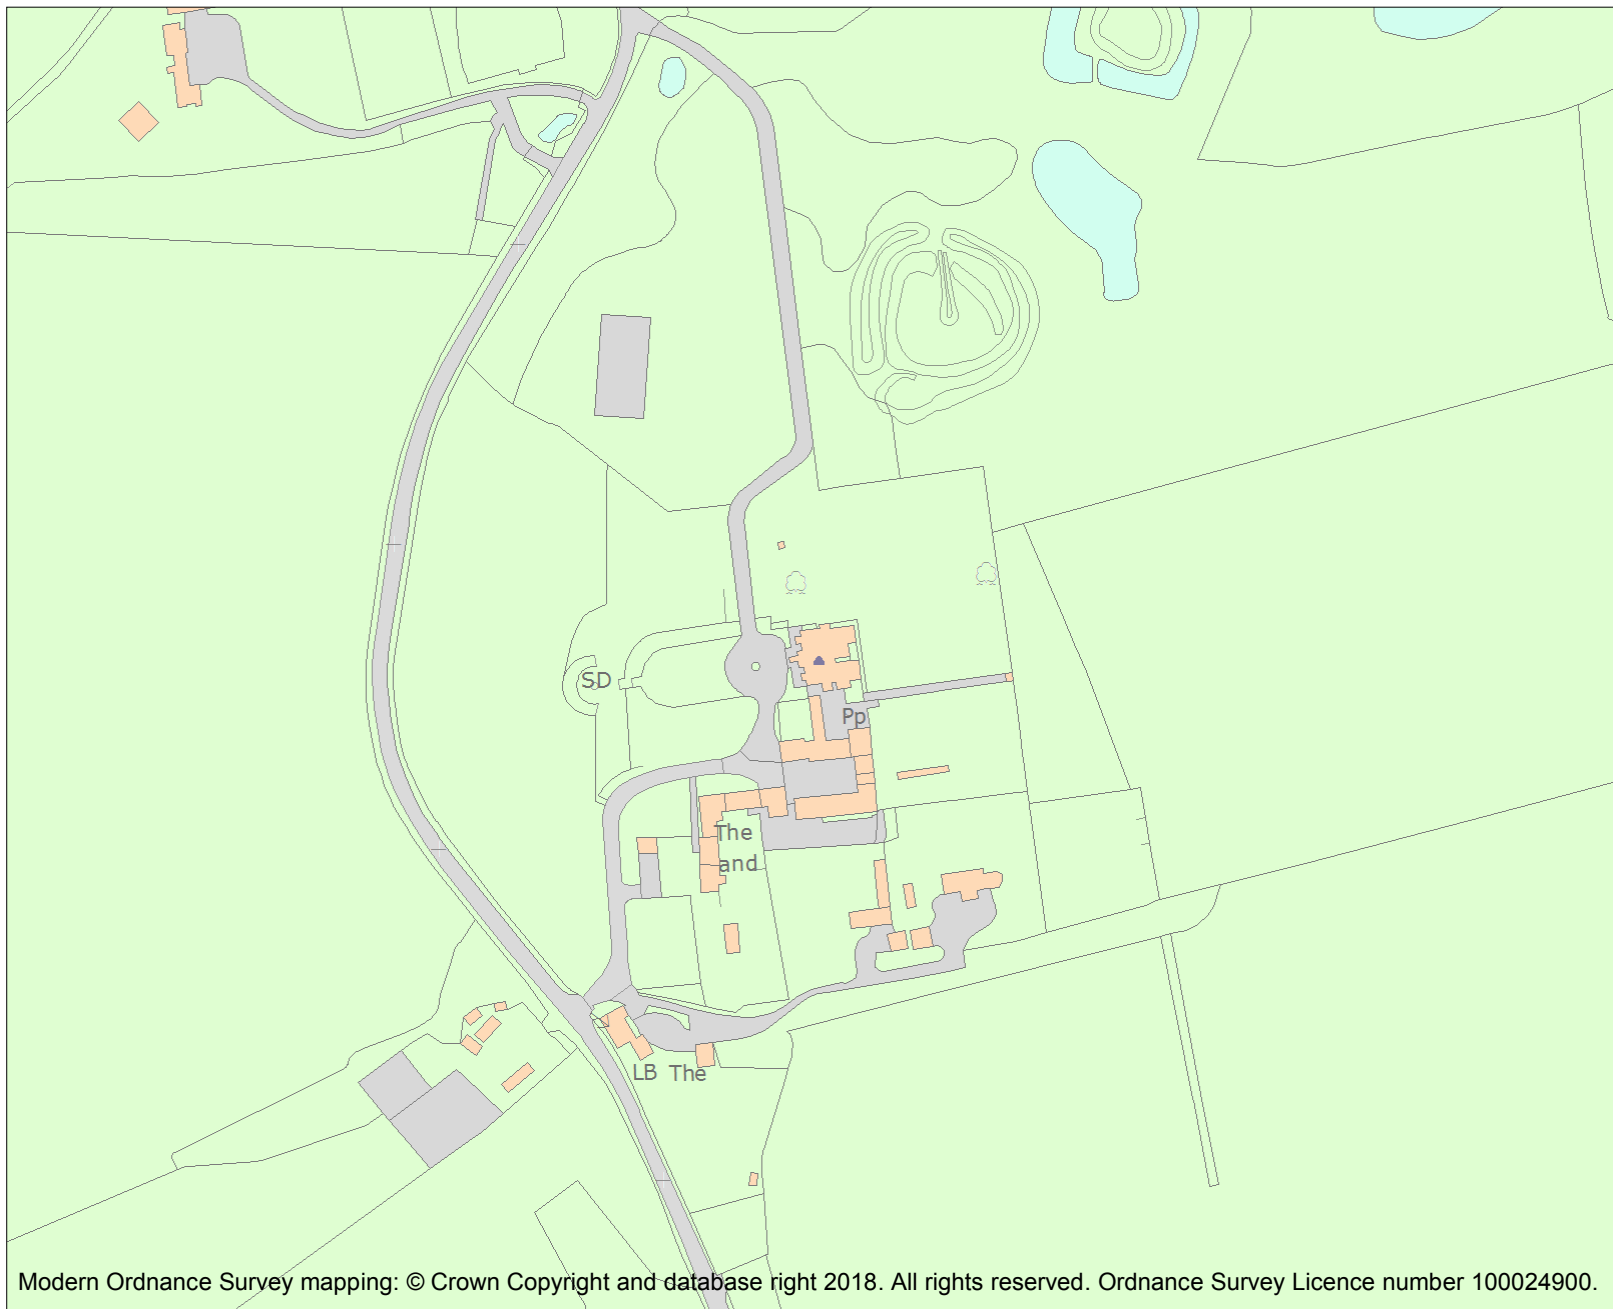 SD
Pp
The
and
LB The
Modern Ordnance Survey mapping: © Crown Copyright and database right 2018. All rights reserved. Ordnance Survey Licence number 100024900.